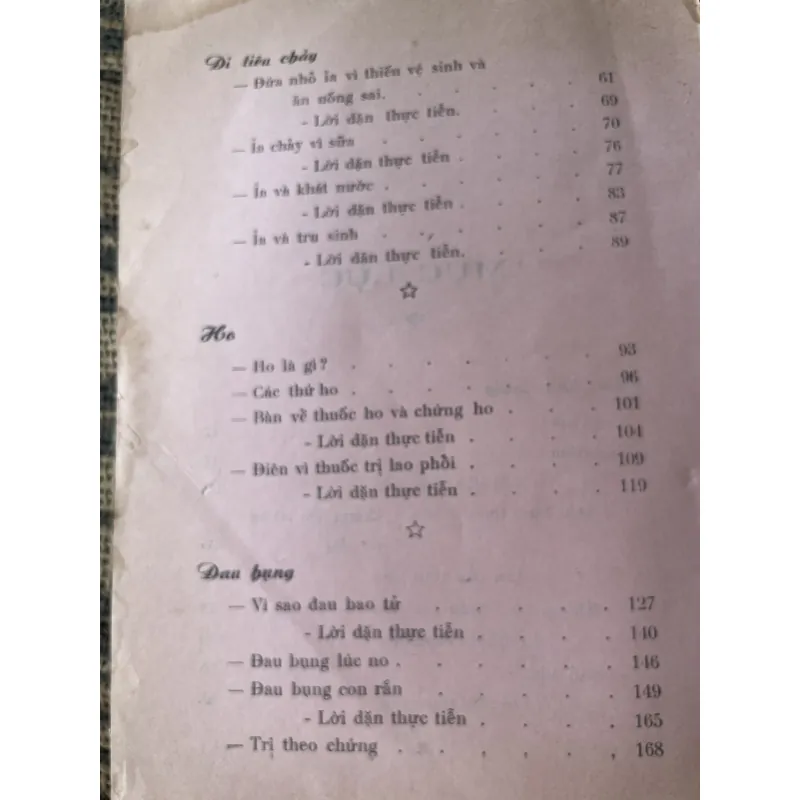 Đi tiêu chảy
— Đứa nhỏ ỉa vì thiếu vệ sinh và
ăn uống sai. . . . . . . 61
- Lời dặn thực tiễn. . . . . 69
— Ỉa chảy vì sữa . . . . . . 70
- Lời dặn thực tiễn . . . . . 76
— Ỉa và khát nước . . . . . . 77
- Lời dặn thực tiễn . . . . . 83
— Ỉa và trụ sinh . . . . . . 87
- Lời dặn thực tiễn. . . . . 89
☆
Ho
— Ho là gì? . . . . . . . 93
— Các thứ ho . . . . . . . 96
— Bàn về thuốc ho và chứng ho . . . 101
- Lời dặn thực tiễn . . . . 104
— Điên vì thuốc trị lao phổi . . . . 109
- Lời dặn thực tiễn . . . . 119
☆
Đau bụng
— Vì sao đau bao tử . . . . . 127
- Lời dặn thực tiễn . . . . 140
— Đau bụng lúc no . . . . . . 146
— Đau bụng con rắn . . . . . 149
- Lời dặn thực tiễn . . . . 165
— Trị theo chứng . . . . . . 168